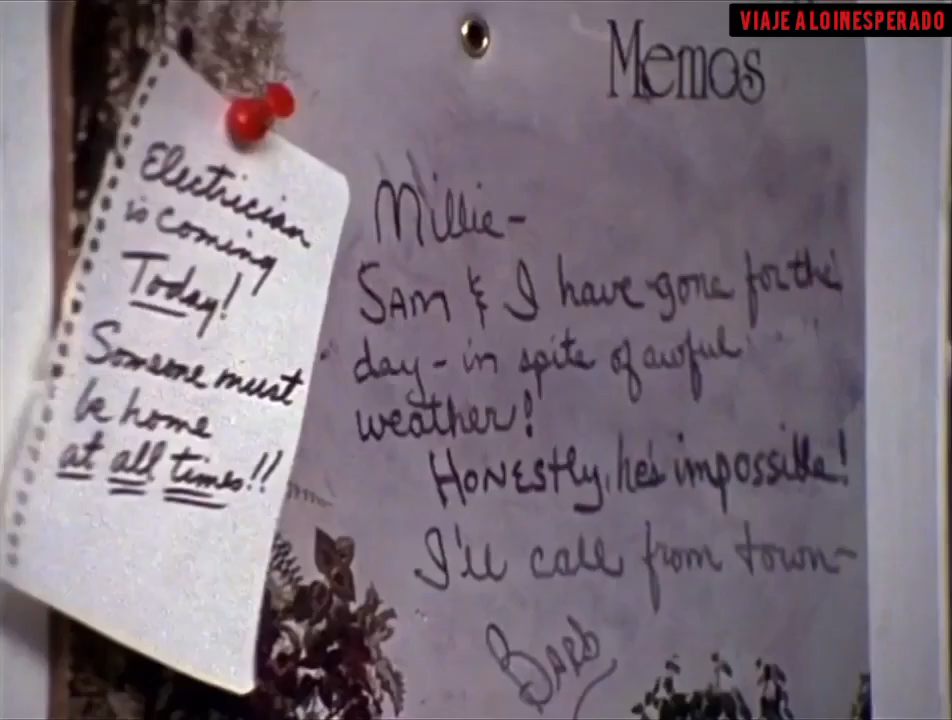 VIAJE A LO INESPERADO
Memos
Electrician
is coming
Today!
Someone must
be home
at all times!!
Millie-
SAM & I have gone for the
day - in spite of awful
weather!
HONESTLY, he's impossible!
I'll call from town-
BARB